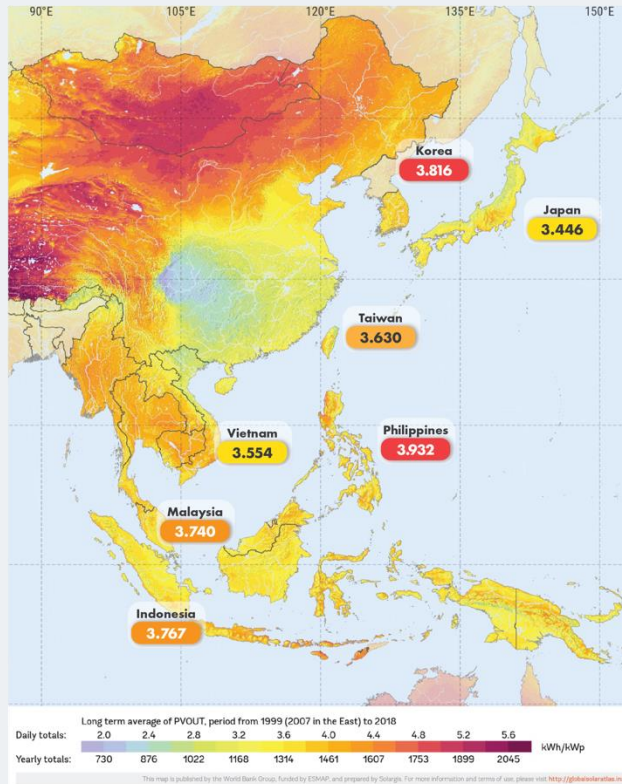 90°E 105°E 120°E 135°E 150°E
Korea
3.816
Japan
3.446
Taiwan
3.630
Vietnam
3.554
Philippines
3.932
Malaysia
3.740
Indonesia
3.767
Long term average of PVOUT, period from 1999 (2007 in the East) to 2018
Daily totals: 2.0 2.4 2.8 3.2 3.6 4.0 4.4 4.8 5.2 5.6
kWh/kWp
Yearly totals: 730 876 1022 1168 1314 1461 1607 1753 1899 2045
This map is published by the World Bank Group, funded by ESMAP, and prepared by Solargis. For more information and terms of use, please visit http://globalsolaratlas.in